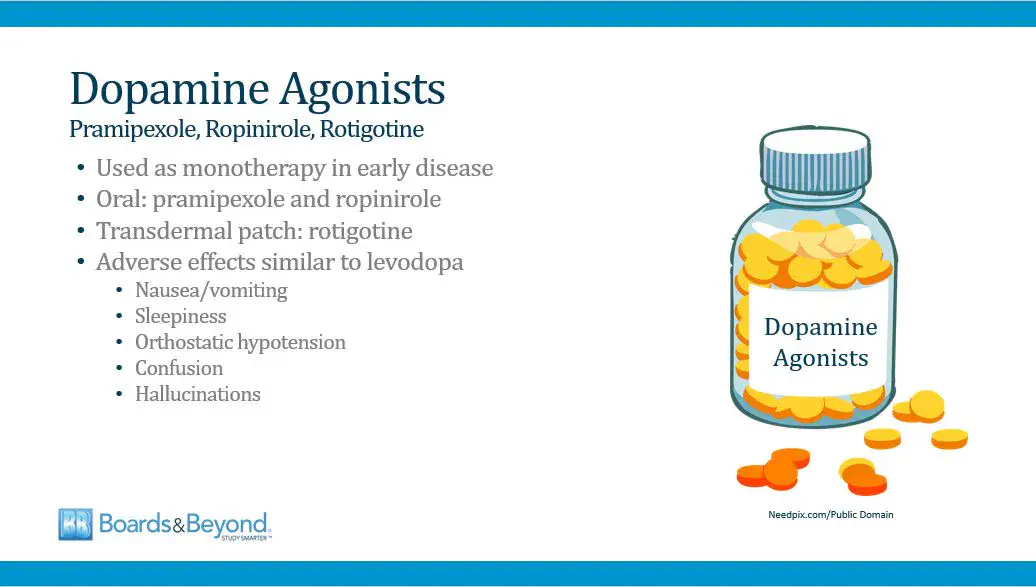 Dopamine Agonists
Pramipexole, Ropinirole, Rotigotine
• Used as monotherapy in early disease
• Oral: pramipexole and ropinirole
• Transdermal patch: rotigotine
• Adverse effects similar to levodopa
• Nausea/vomiting
• Sleepiness
• Orthostatic hypotension
• Confusion
• Hallucinations
Dopamine
Agonists
Needpix.com/Public Domain
BB Boards&Beyond®
STUDY SMARTER™